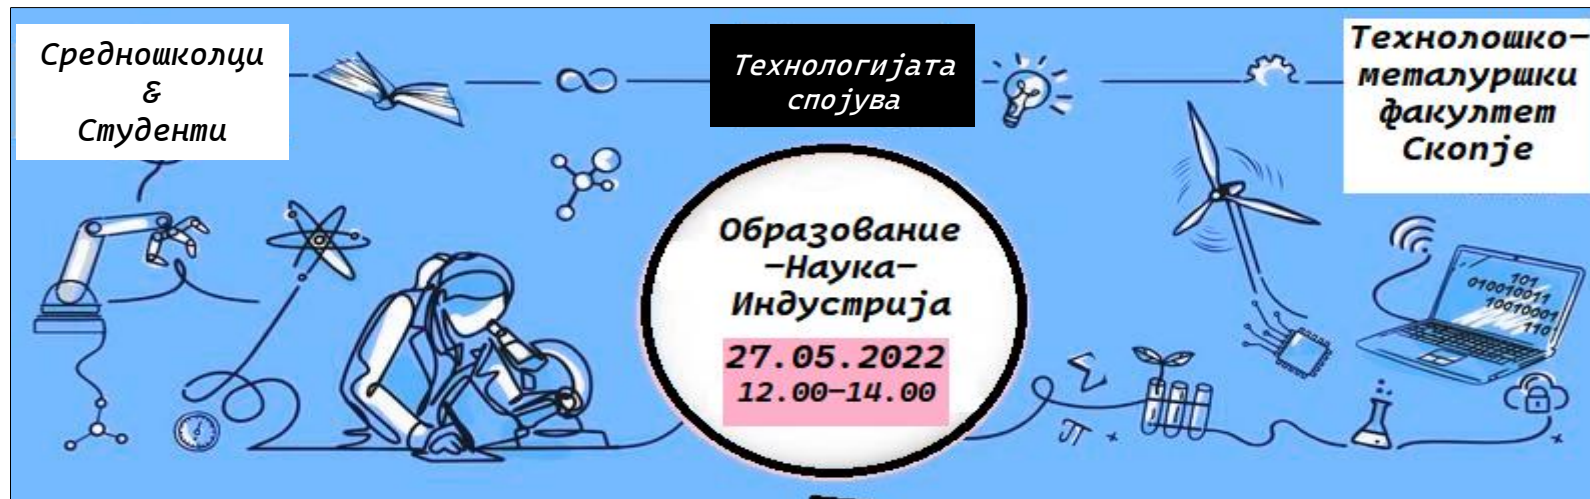 Средношколци
&
Студенти
Технологијата
спојува
Технолошко-
металуршки
факултет
Скопје
Образование
-Наука-
Индустрија
27.05.2022
12.00-14.00
101
010010011
10010001
110
Σ
π +
+